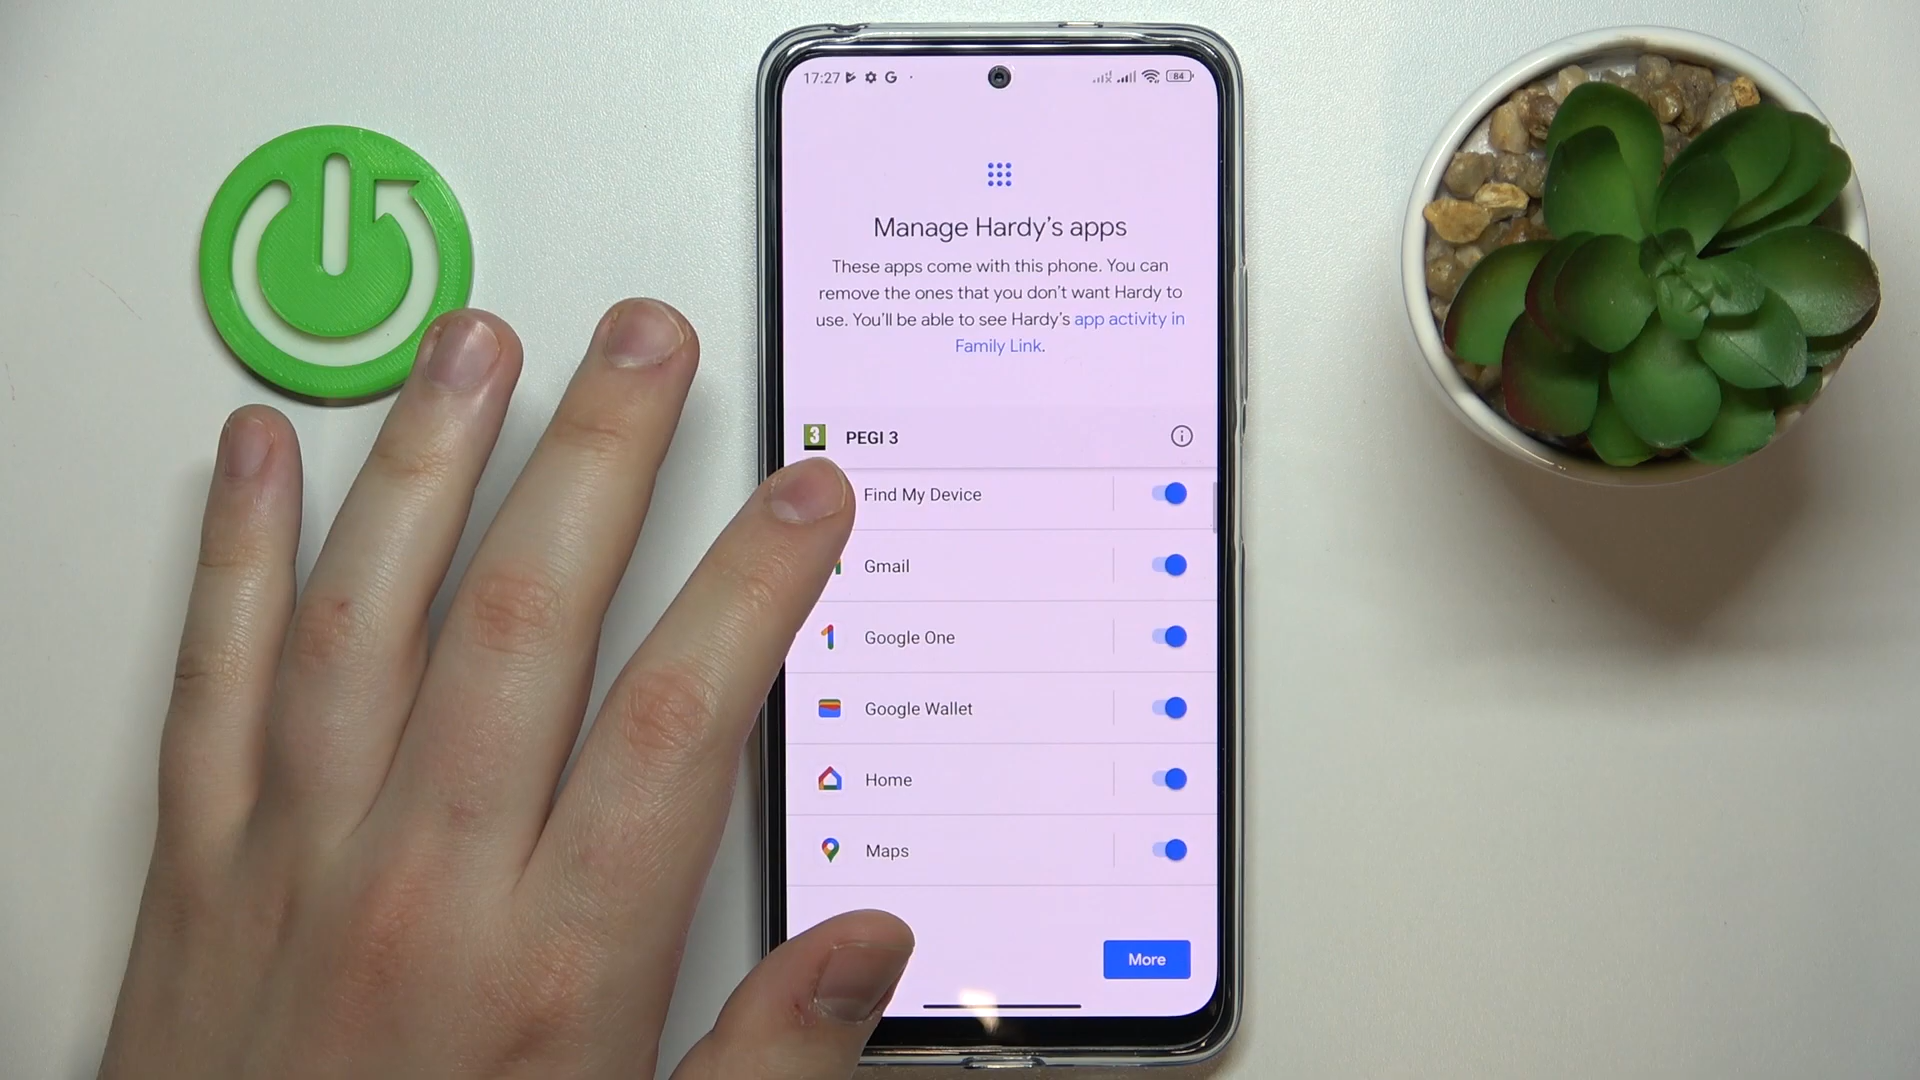 17:27
84
Manage Hardy's apps
These apps come with this phone. You can
remove the ones that you don't want Hardy to
use. You'll be able to see Hardy's app activity in
Family Link.
3 PEGI 3
Find My Device
Gmail
Google One
Google Wallet
Home
Maps
More